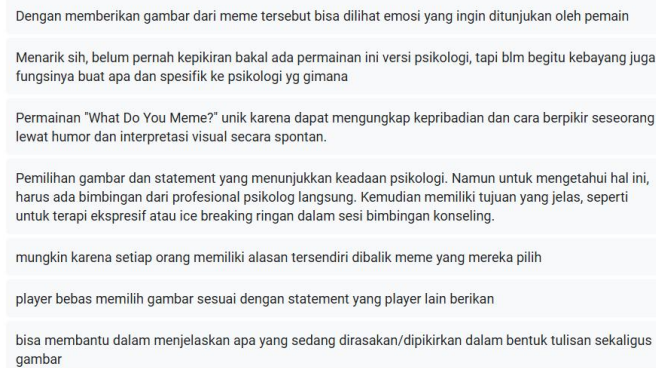 Dengan memberikan gambar dari meme tersebut bisa dilihat emosi yang ingin ditunjukan oleh pemain
Menarik sih, belum pernah kepikiran bakal ada permainan ini versi psikologi, tapi blm begitu kebayang juga
fungsinya buat apa dan spesifik ke psikologi yg gimana
Permainan "What Do You Meme?" unik karena dapat mengungkap kepribadian dan cara berpikir seseorang
lewat humor dan interpretasi visual secara spontan.
Pemilihan gambar dan statement yang menunjukkan keadaan psikologi. Namun untuk mengetahui hal ini,
harus ada bimbingan dari profesional psikolog langsung. Kemudian memiliki tujuan yang jelas, seperti
untuk terapi ekspresif atau ice breaking ringan dalam sesi bimbingan konseling.
mungkin karena setiap orang memiliki alasan tersendiri dibalik meme yang mereka pilih
player bebas memilih gambar sesuai dengan statement yang player lain berikan
bisa membantu dalam menjelaskan apa yang sedang dirasakan/dipikirkan dalam bentuk tulisan sekaligus
gambar